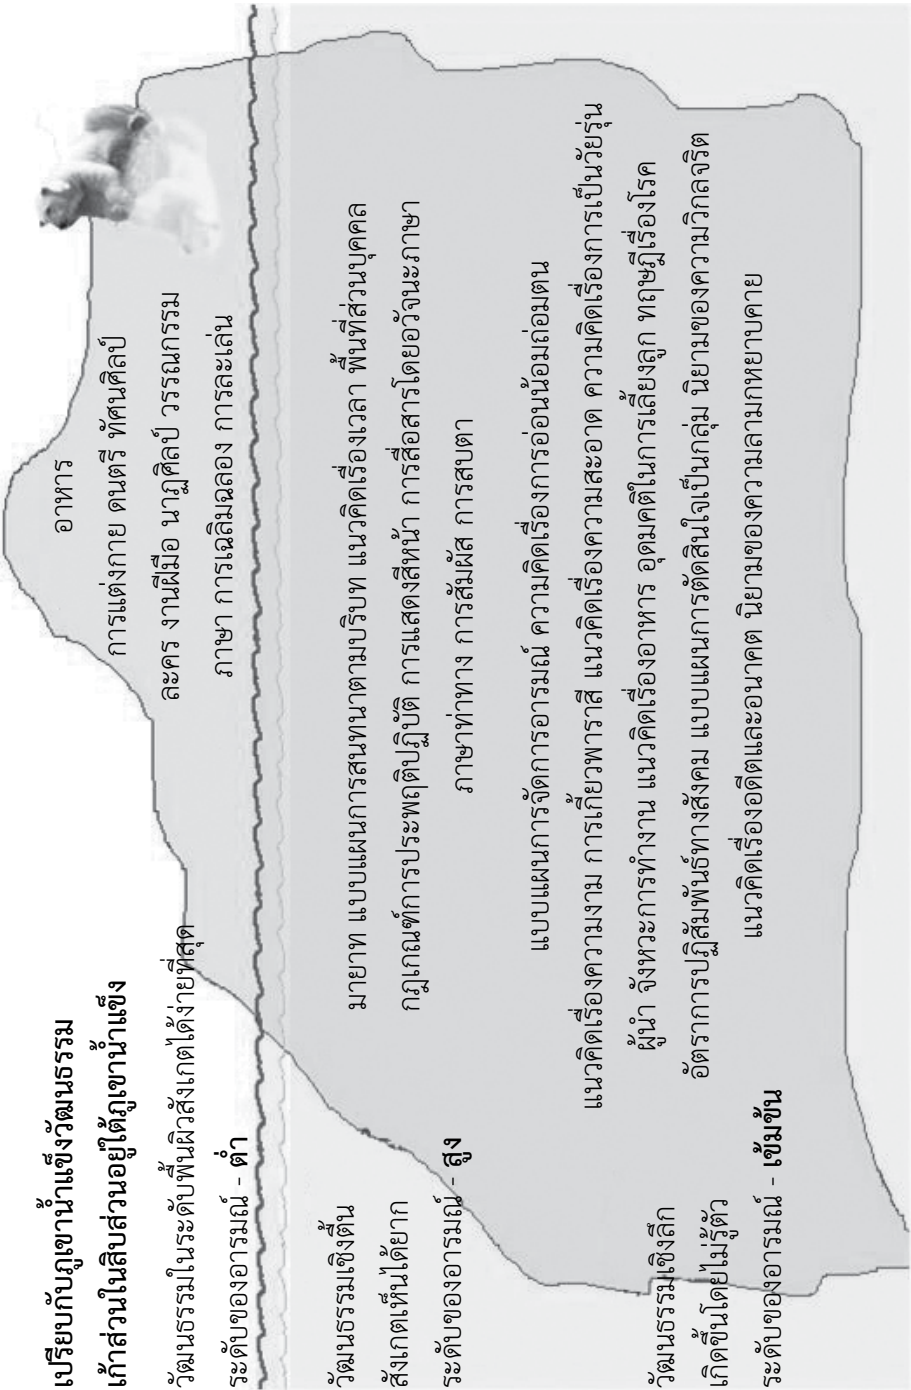 เปรียบกับภูเขาน้ำแข็งวัฒนธรรม
เก้าส่วนในสิบส่วนอยู่ใต้ภูเขาน้ำแข็ง
วัฒนธรรมในระดับพื้นผิวสังเกตได้ง่ายที่สุด
ระดับของอารมณ์ - ต่ำ
อาหาร
การแต่งกาย ดนตรี ทัศนศิลป์
ละคร งานฝีมือ นาฏศิลป์ วรรณกรรม
ภาษา การเฉลิมฉลอง การละเล่น
วัฒนธรรมเชิงตื้น
สังเกตเห็นได้ยาก
ระดับของอารมณ์ - สูง
มายาท แบบแผนการสนทนาตามบริบท แนวคิดเรื่องเวลา พื้นที่ส่วนบุคคล
กฎเกณฑ์การประพฤติปฏิบัติ การแสดงสีหน้า การสื่อสารโดยอวัจนะภาษา
ภาษาท่าทาง การสัมผัส การสบตา
แบบแผนการจัดการอารมณ์ ความคิดเรื่องการอ่อนน้อมถ่อมตน
แนวคิดเรื่องความงาม การเกี้ยวพาราสี แนวคิดเรื่องความสะอาด ความคิดเรื่องการเป็นวัยรุ่น
ผู้นำ จังหวะการทำงาน แนวคิดเรื่องอาหาร อุดมคติในการเลี้ยงลูก ทฤษฎีเรื่องโรค
อัตราการปฏิสัมพันธ์ทางสังคม แบบแผนการตัดสินใจเป็นกลุ่ม นิยามของความวิกลจริต
แนวคิดเรื่องอดีตและอนาคต นิยามของความลามกหยาบคาย
วัฒนธรรมเชิงลึก
เกิดขึ้นโดยไม่รู้ตัว
ระดับของอารมณ์ - เข้มข้น